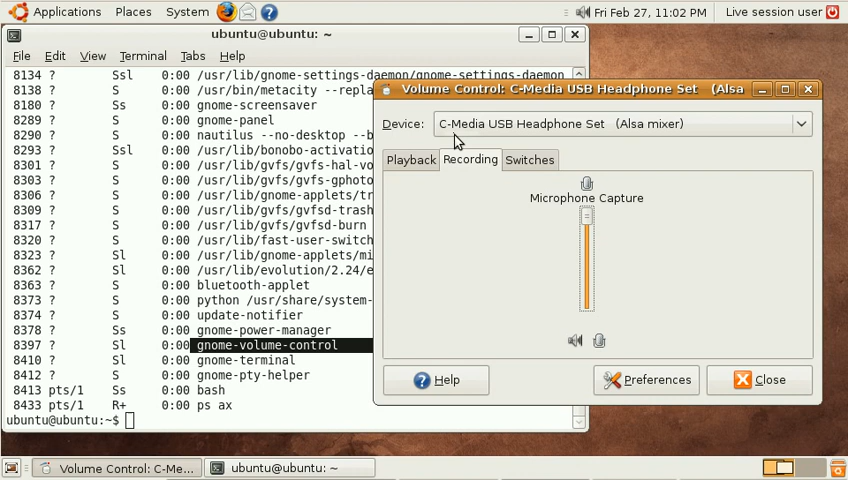 Applications Places System Fri Feb 27, 11:02 PM Live session user
ubuntu@ubuntu: ~
File Edit View Terminal Tabs Help
8134 ? Ssl 0:00 /usr/lib/gnome-settings-daemon/gnome-settings-daemon
8138 ? S 0:00 /usr/bin/metacity --repla
8180 ? Ss 0:00 gnome-screensaver
8289 ? S 0:00 gnome-panel
8290 ? S 0:00 nautilus --no-desktop --b
8293 ? Ssl 0:00 /usr/lib/bonobo-activatio
8301 ? S 0:00 /usr/lib/gvfs/gvfs-hal-vo
8303 ? S 0:00 /usr/lib/gvfs/gvfs-gphoto
8306 ? S 0:00 /usr/lib/gnome-applets/tr
8309 ? S 0:00 /usr/lib/gvfs/gvfsd-trash
8317 ? S 0:00 /usr/lib/gvfs/gvfsd-burn
8320 ? S 0:00 /usr/lib/fast-user-switch
8323 ? Sl 0:00 /usr/lib/gnome-applets/mi
8362 ? Sl 0:00 /usr/lib/evolution/2.24/e
8363 ? S 0:00 bluetooth-applet
8373 ? S 0:00 python /usr/share/system-
8374 ? S 0:00 update-notifier
8378 ? Ss 0:00 gnome-power-manager
8397 ? Sl 0:00 gnome-volume-control
8410 ? Sl 0:00 gnome-terminal
8412 ? S 0:00 gnome-pty-helper
8413 pts/1 Ss 0:00 bash
8433 pts/1 R+ 0:00 ps ax
ubuntu@ubuntu:~$
Volume Control: C-Media USB Headphone Set (Alsa
Device: C-Media USB Headphone Set (Alsa mixer)
Playback Recording Switches
Microphone Capture
Help Preferences Close
Volume Control: C-Me... ubuntu@ubuntu: ~